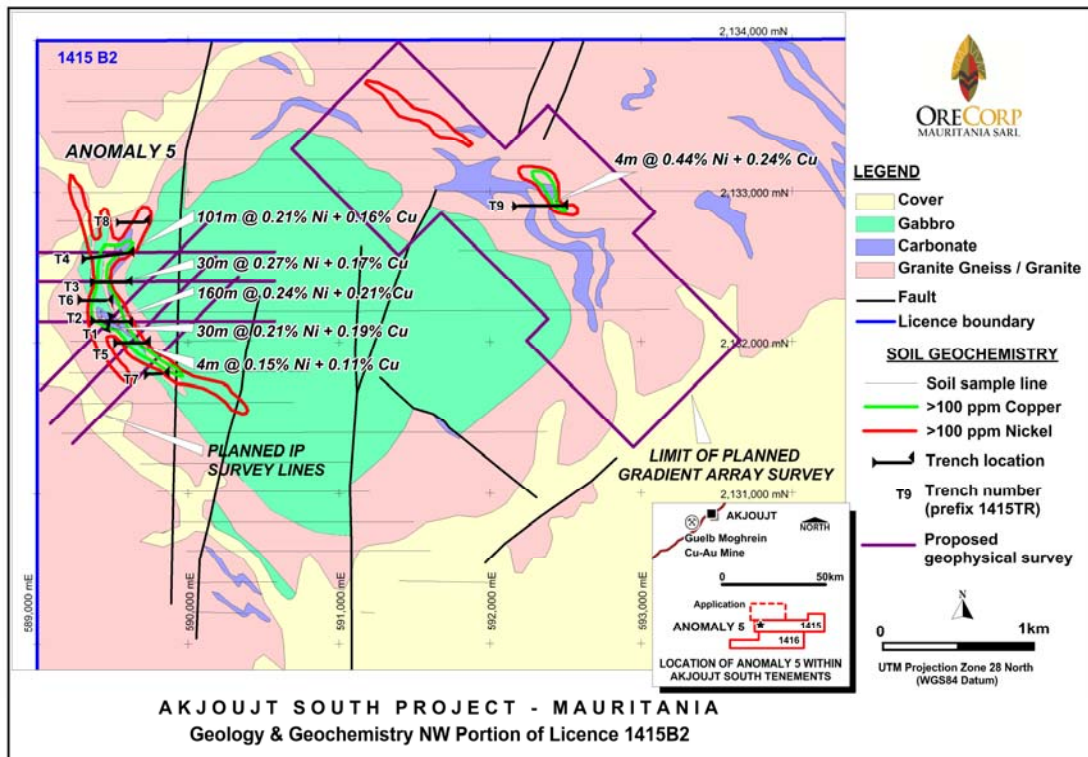 1415 B2
2,134,000 mN
ANOMALY 5
4m @ 0.44% Ni + 0.24% Cu
2,133,000 mN
T9
T8
101m @ 0.21% Ni + 0.16% Cu
T4
30m @ 0.27% Ni + 0.17% Cu
T3
T6
160m @ 0.24% Ni + 0.21%Cu
T2
T1
30m @ 0.21% Ni + 0.19% Cu
2,132,000 mN
T5
4m @ 0.15% Ni + 0.11% Cu
T7
PLANNED IP
SURVEY LINES
LIMIT OF PLANNED
GRADIENT ARRAY SURVEY
2,131,000 mN
589,000 mE
590,000 mE
591,000 mE
592,000 mE
593,000 mE
AKJOUJT
NORTH
Guelb Moghrein
Cu-Au Mine
0 50km
Application
ANOMALY 5
1415
1416
LOCATION OF ANOMALY 5 WITHIN
AKJOUJT SOUTH TENEMENTS
ORECORP
MAURITANIA SARL
LEGEND
Cover
Gabbro
Carbonate
Granite Gneiss / Granite
Fault
Licence boundary
SOIL GEOCHEMISTRY
Soil sample line
>100 ppm Copper
>100 ppm Nickel
Trench location
T9 Trench number
(prefix 1415TR)
Proposed
geophysical survey
N
0 1km
UTM Projection Zone 28 North
(WGS84 Datum)
AKJOUJT SOUTH PROJECT - MAURITANIA
Geology & Geochemistry NW Portion of Licence 1415B2